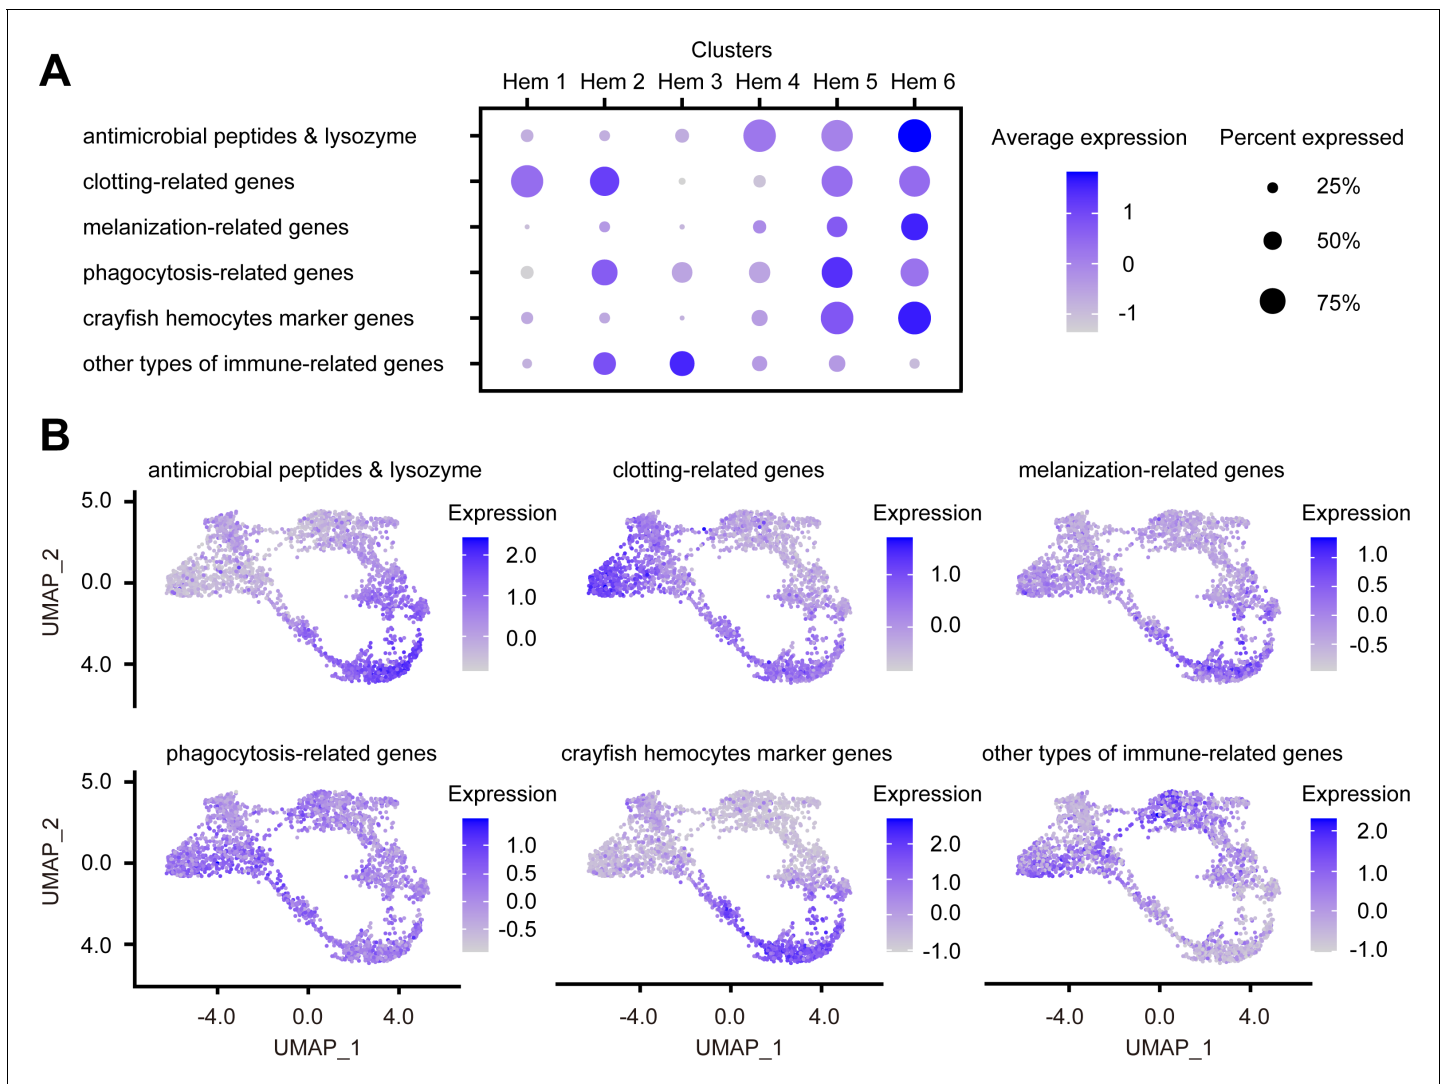 A
Clusters
Hem 1 Hem 2 Hem 3 Hem 4 Hem 5 Hem 6
antimicrobial peptides & lysozyme
clotting-related genes
melanization-related genes
phagocytosis-related genes
crayfish hemocytes marker genes
other types of immune-related genes
Average expression
1
0
-1
Percent expressed
25%
50%
75%
B
antimicrobial peptides & lysozyme
UMAP_2
5.0
0.0
4.0
Expression
2.0
1.0
0.0
clotting-related genes
Expression
1.0
0.0
melanization-related genes
Expression
1.0
0.5
0.0
-0.5
phagocytosis-related genes
UMAP_2
5.0
0.0
4.0
Expression
1.0
0.5
0.0
-0.5
-4.0 0.0 4.0
UMAP_1
crayfish hemocytes marker genes
Expression
2.0
1.0
0.0
-1.0
-4.0 0.0 4.0
UMAP_1
other types of immune-related genes
Expression
2.0
1.0
0.0
-1.0
-4.0 0.0 4.0
UMAP_1